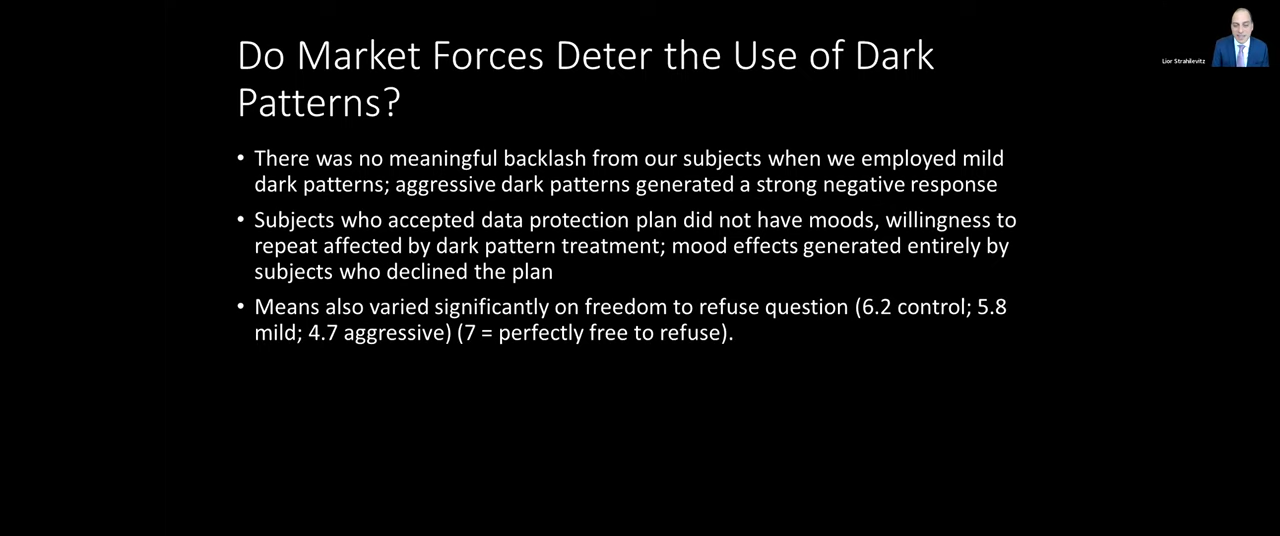 Do Market Forces Deter the Use of Dark
Patterns?
Lior Strahilevitz
• There was no meaningful backlash from our subjects when we employed mild
dark patterns; aggressive dark patterns generated a strong negative response
• Subjects who accepted data protection plan did not have moods, willingness to
repeat affected by dark pattern treatment; mood effects generated entirely by
subjects who declined the plan
• Means also varied significantly on freedom to refuse question (6.2 control; 5.8
mild; 4.7 aggressive) (7 = perfectly free to refuse).